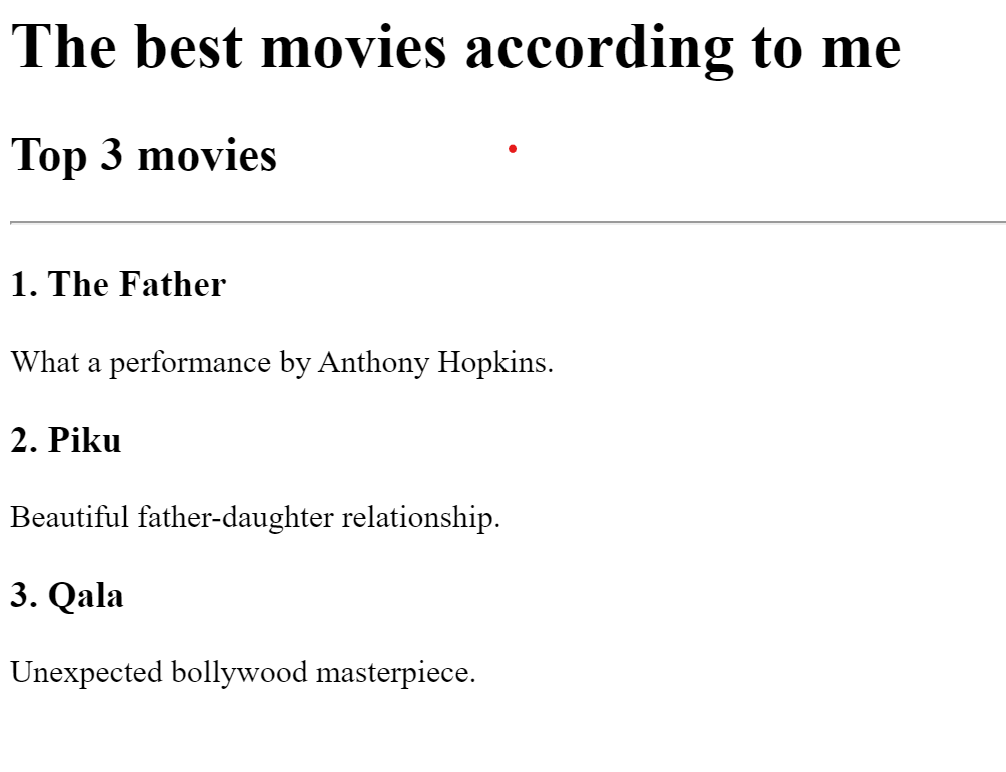 The best movies according to me
Top 3 movies
1. The Father
What a performance by Anthony Hopkins.
2. Piku
Beautiful father-daughter relationship.
3. Qala
Unexpected bollywood masterpiece.